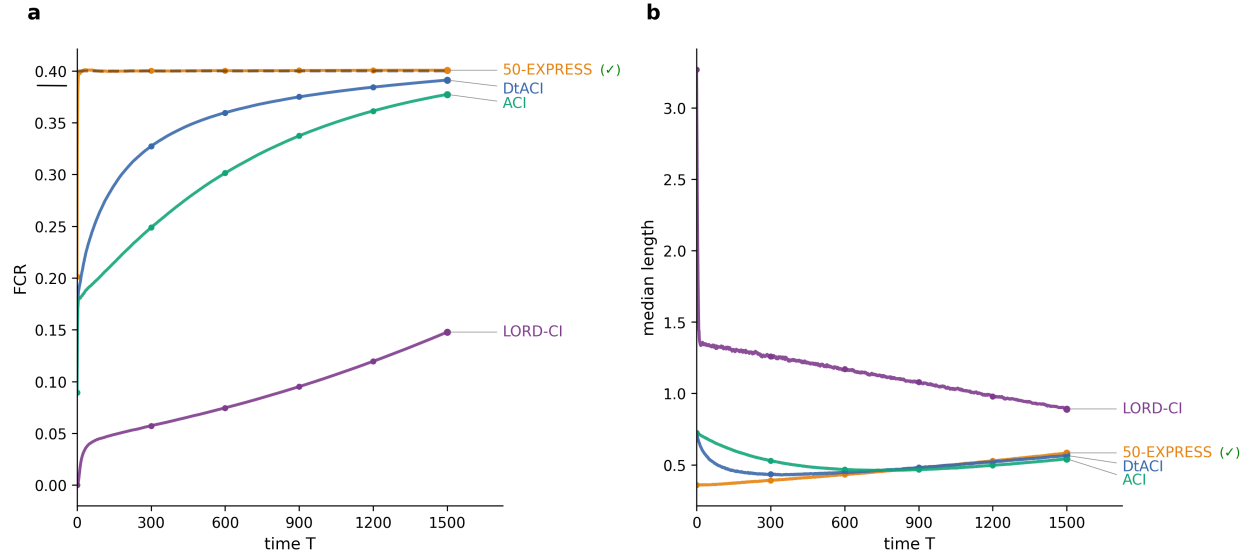 a
0.40
0.35
0.30
0.25
0.20
0.15
0.10
0.05
0.00
FCR
0
300
600
900
1200
1500
time T
50-EXPRESS (✓)
DtACI
ACI
LORD-CI
b
3.0
2.5
2.0
1.5
1.0
0.5
median length
0
300
600
900
1200
1500
time T
LORD-CI
50-EXPRESS (✓)
DtACI
ACI